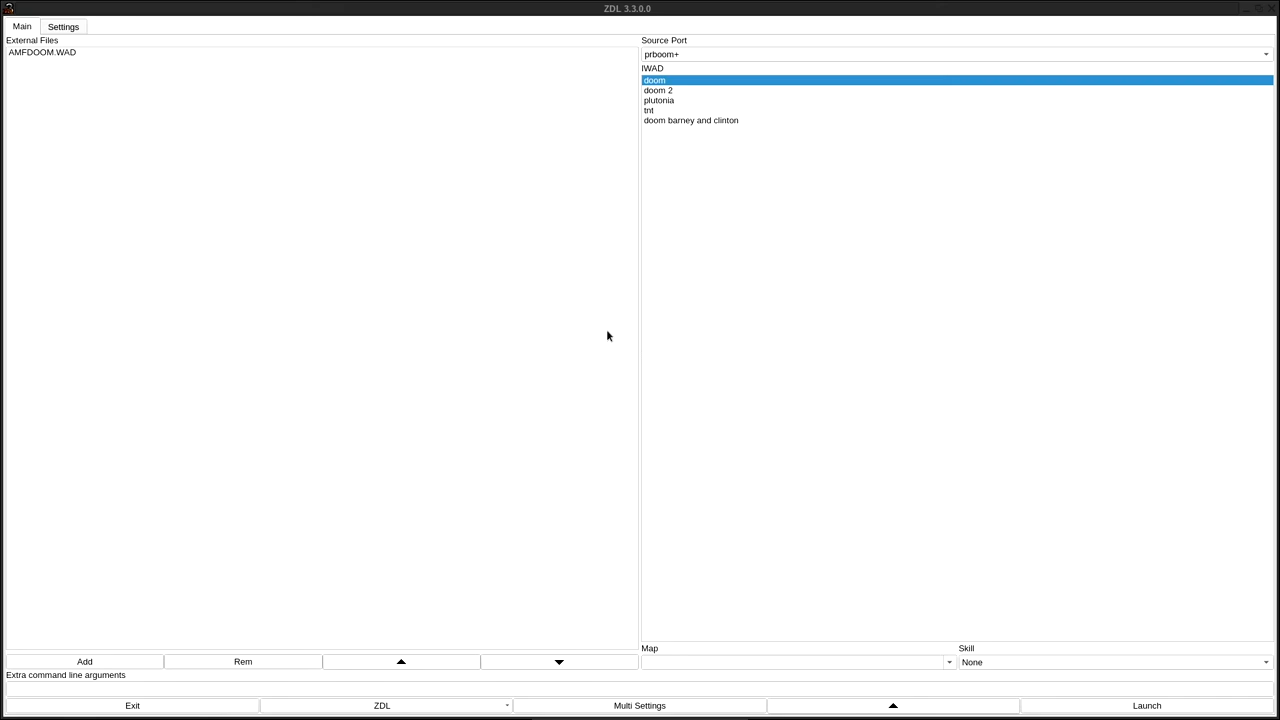 ZDL 3.3.0.0
Main
Settings
External Files
AMFDOOM.WAD
Source Port
prboom+
IWAD
doom
doom 2
plutonia
tnt
doom barney and clinton
Map
Skill
None
Add
Rem
Extra command line arguments
Exit
ZDL
Multi Settings
Launch